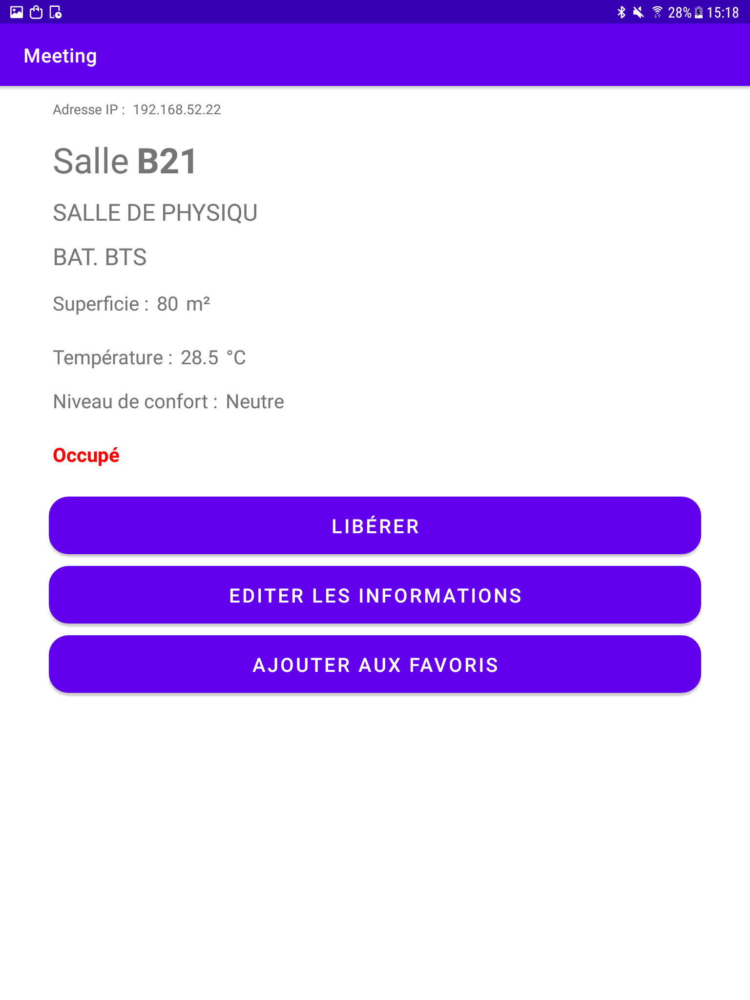 28% 15:18
Meeting
Adresse IP : 192.168.52.22
Salle B21
SALLE DE PHYSIQU
BAT. BTS
Superficie : 80 m²
Température : 28.5 °C
Niveau de confort : Neutre
Occupé
LIBÉRER
EDITER LES INFORMATIONS
AJOUTER AUX FAVORIS